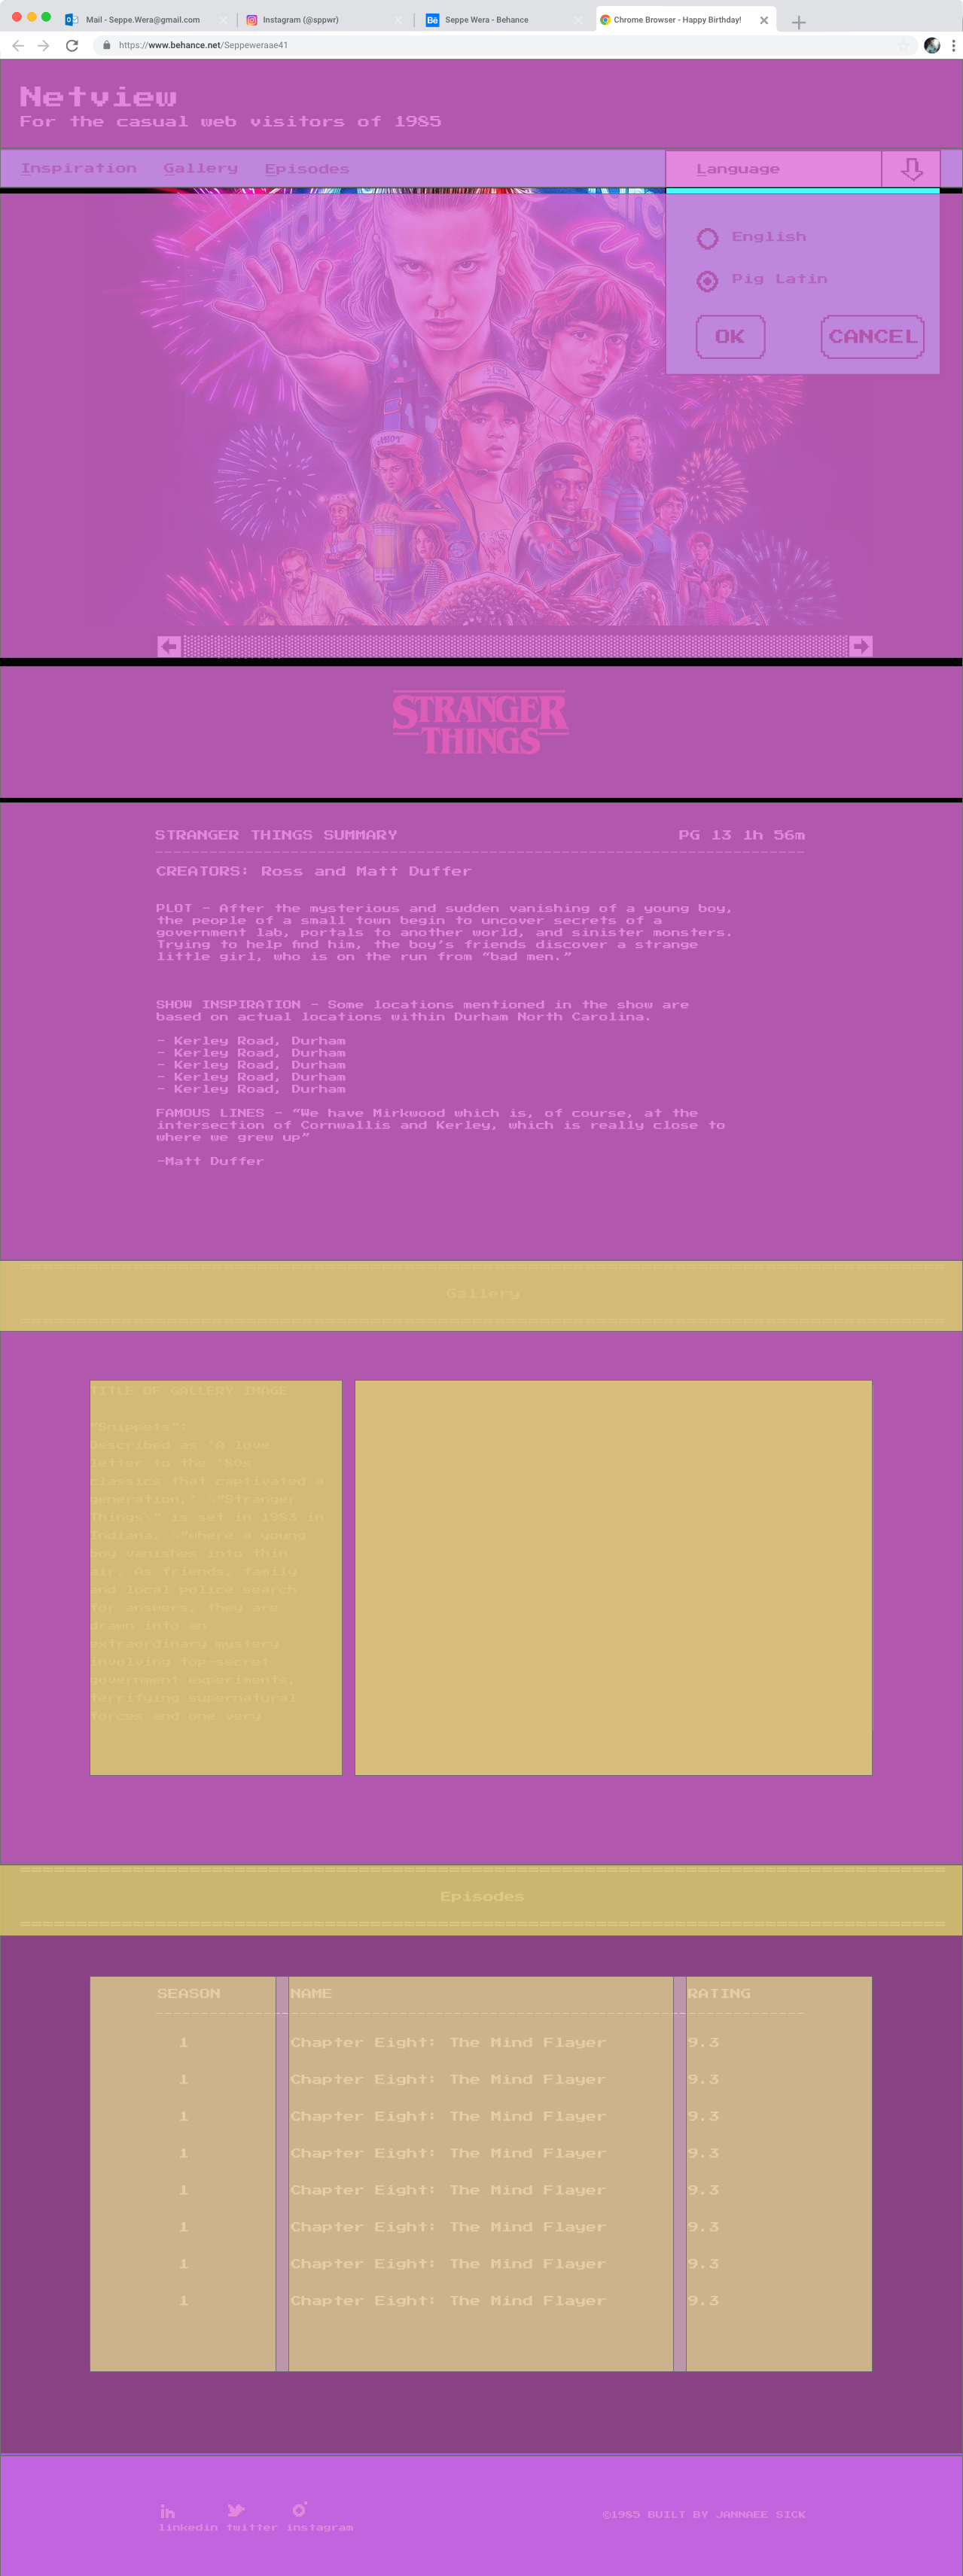 Mail - Seppe.Wera@gmail.com
Instagram (@sppwr)
Seppe Wera - Behance
Chrome Browser - Happy Birthday!
https://www.behance.net/Seppeweraae41
Netview
For the casual web visitors of 1985
Inspiration
Gallery
Episodes
Language
English
Pig Latin
OK
CANCEL
STRANGER
THINGS
STRANGER THINGS SUMMARY
PG 13 1h 56m
CREATORS: Ross and Matt Duffer
PLOT - After the mysterious and sudden vanishing of a young boy,
the people of a small town begin to uncover secrets of a
government lab, portals to another world, and sinister monsters.
Trying to help find him, the boy's friends discover a strange
little girl, who is on the run from "bad men."
SHOW INSPIRATION - Some locations mentioned in the show are
based on actual locations within Durham North Carolina.
- Kerley Road, Durham
- Kerley Road, Durham
- Kerley Road, Durham
- Kerley Road, Durham
- Kerley Road, Durham
FAMOUS LINES - "We have Mirkwood which is, of course, at the
intersection of Cornwallis and Kerley, which is really close to
where we grew up"
-Matt Duffer
Gallery
TITLE OF GALLERY IMAGE
"Snippets":
Described as 'A love
letter to the '80s
classics that captivated a
generation,' \"Stranger
Things\" is set in 1983 in
Indiana, \"where a young
boy vanishes into thin
air. As friends, family
and local police search
for answers, they are
drawn into an
extraordinary mystery
involving top-secret
government experiments,
terrifying supernatural
forces and one very
Episodes
SEASON NAME RATING
1 Chapter Eight: The Mind Flayer 9.3
1 Chapter Eight: The Mind Flayer 9.3
1 Chapter Eight: The Mind Flayer 9.3
1 Chapter Eight: The Mind Flayer 9.3
1 Chapter Eight: The Mind Flayer 9.3
1 Chapter Eight: The Mind Flayer 9.3
1 Chapter Eight: The Mind Flayer 9.3
1 Chapter Eight: The Mind Flayer 9.3
linkedin twitter instagram
©1985 BUILT BY JANNAEE SICK